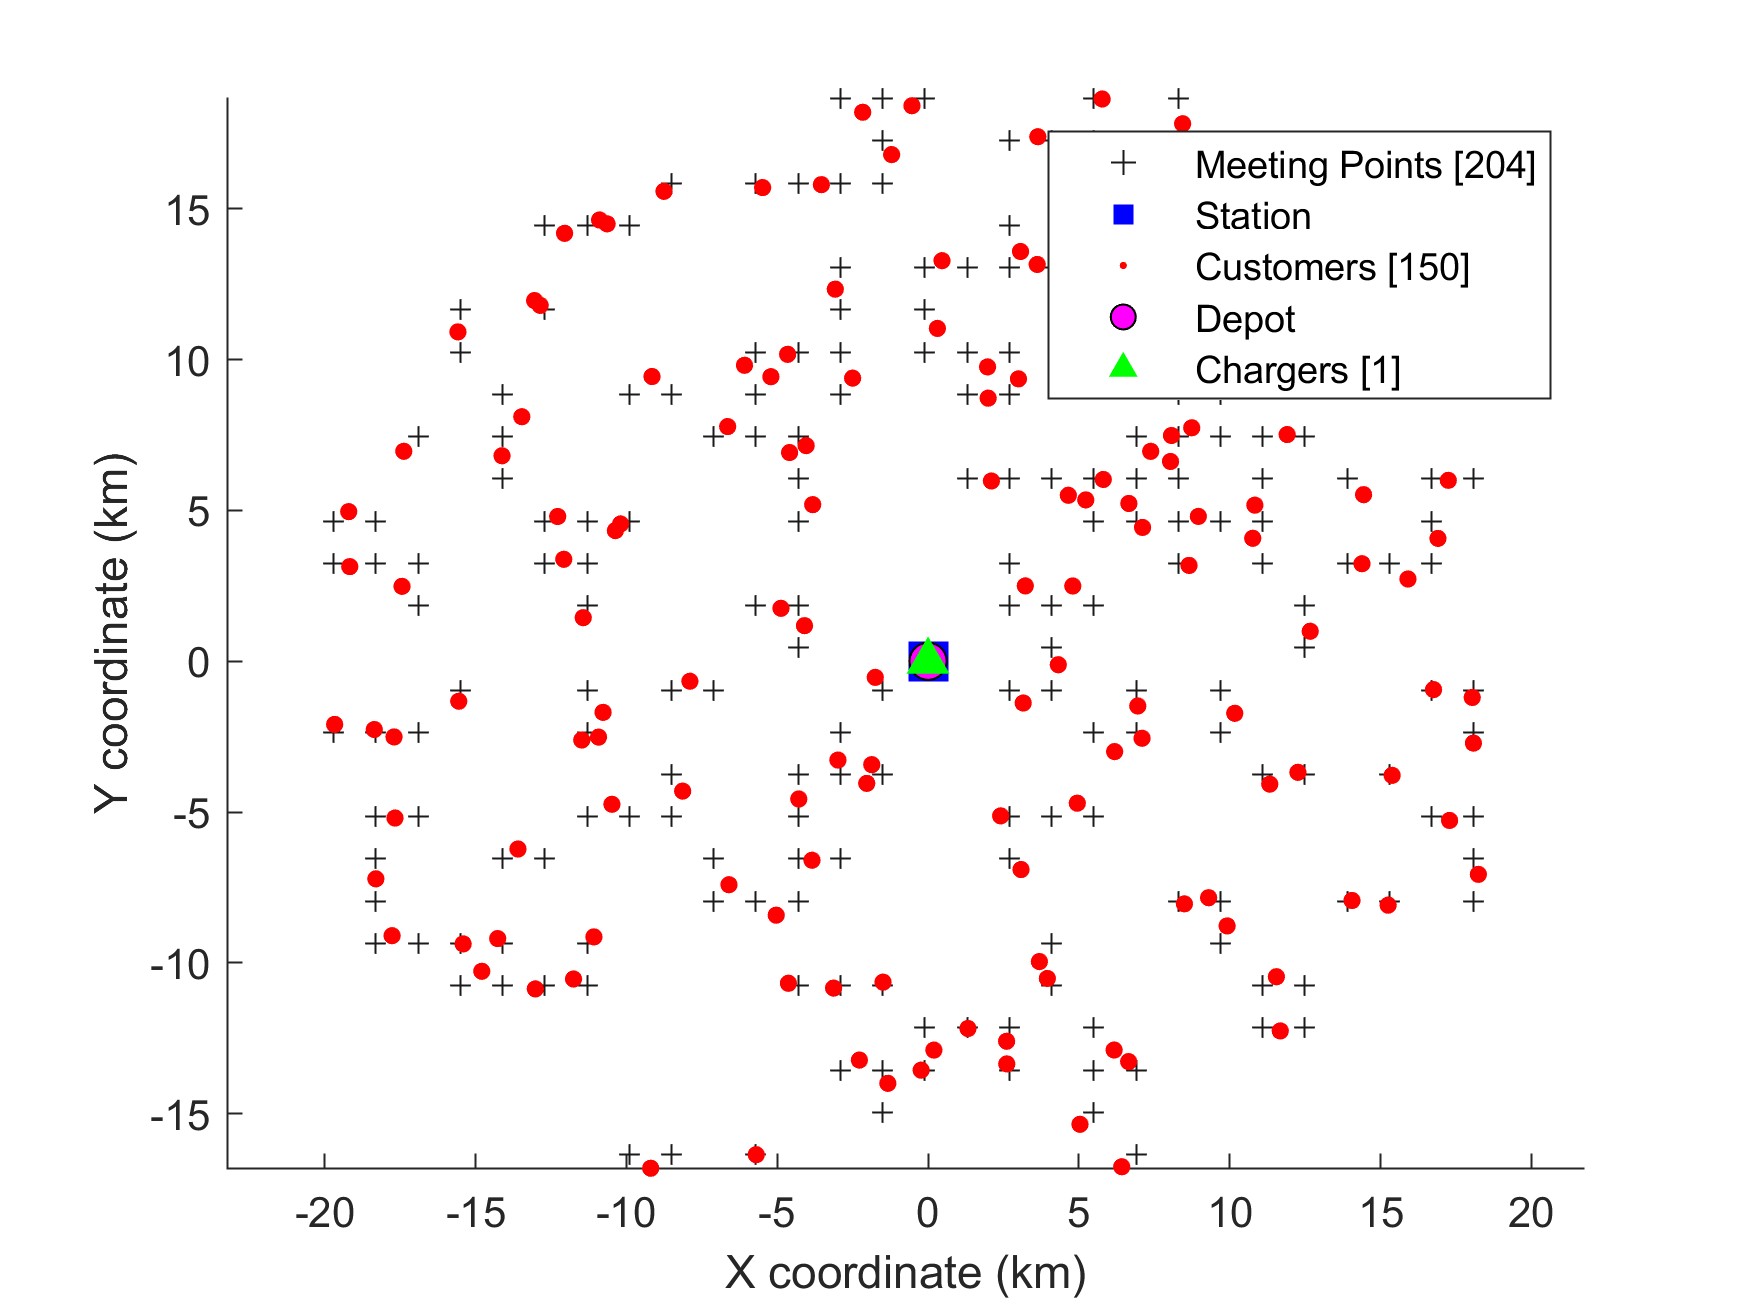 Meeting Points [204]
Station
Customers [150]
Depot
Chargers [1]
15
10
5
0
-5
-10
-15
Y coordinate (km)
-20 -15 -10 -5 0 5 10 15 20
X coordinate (km)